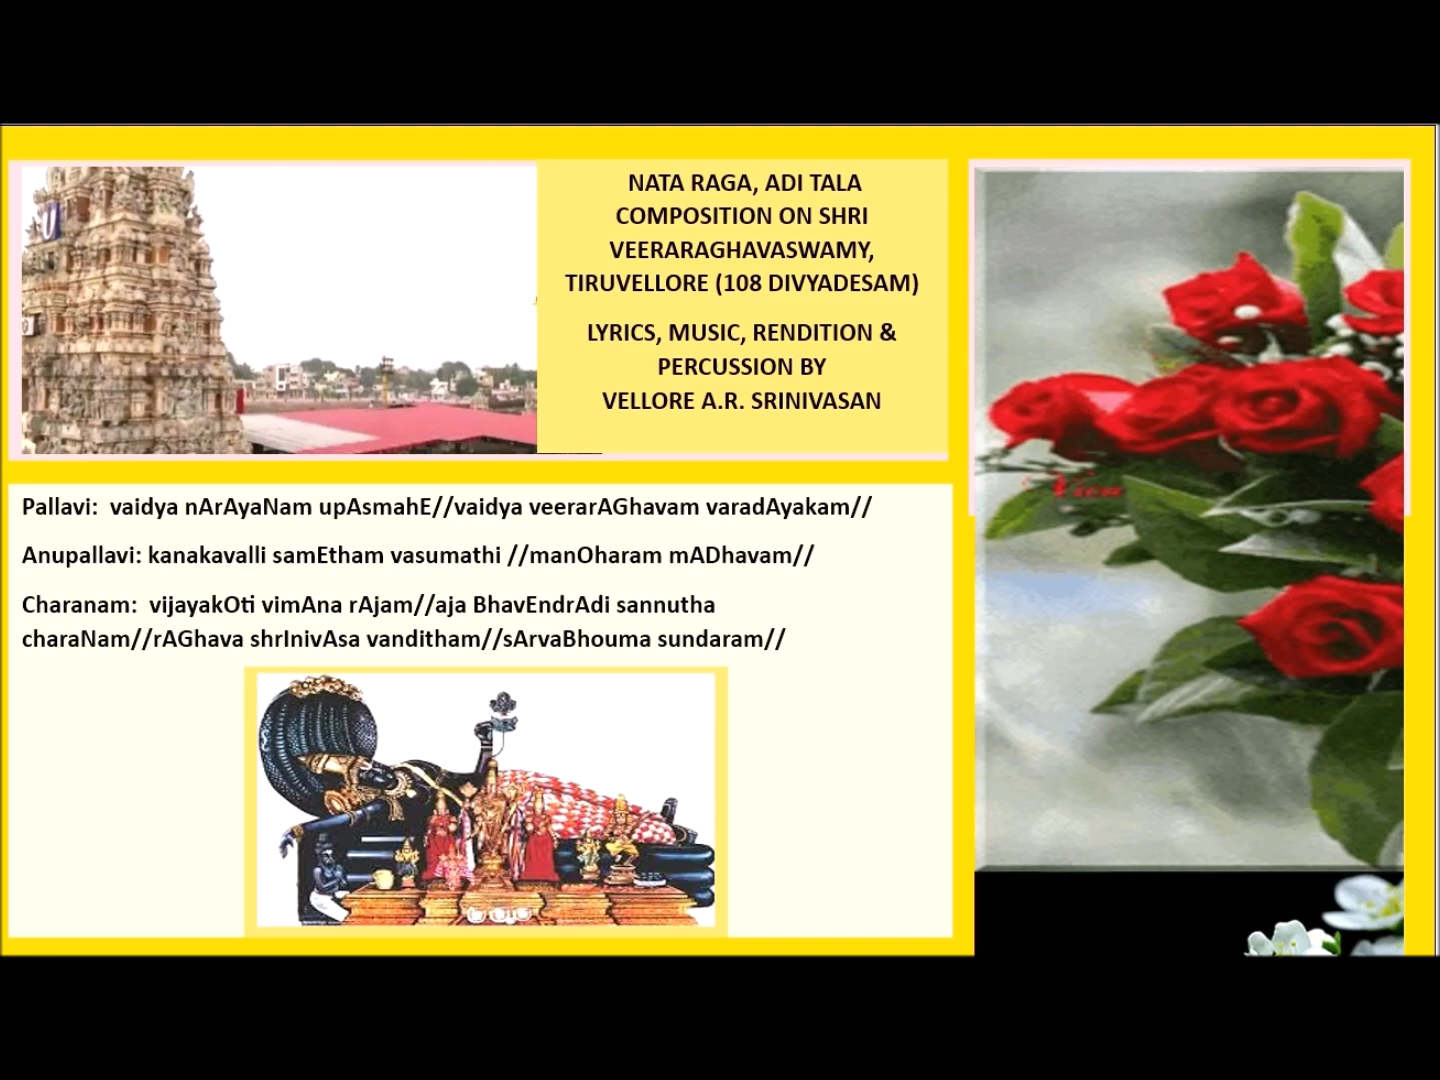 NATA RAGA, ADI TALA
COMPOSITION ON SHRI
VEERARAGHAVASWAMY,
TIRUVELLORE (108 DIVYADESAM)
LYRICS, MUSIC, RENDITION &
PERCUSSION BY
VELLORE A.R. SRINIVASAN
Pallavi: vaidya nArAyaNam upAsmahE//vaidya veerarAGhavam varadAyakam//
Anupallavi: kanakavalli samEtham vasumathi //manOharam mADhavam//
Charanam: vijayakOti vimAna rAjam//aja BhavEndrAdi sannutha
charaNam//rAGhava shrInivAsa vanditham//sArvaBhouma sundaram//